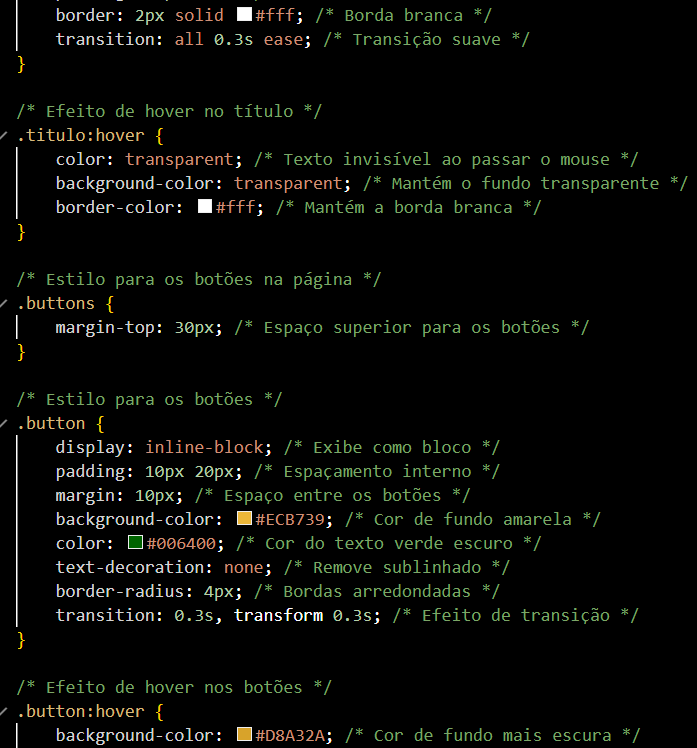 border: 2px solid #fff; /* Borda branca */
transition: all 0.3s ease; /* Transição suave */
}
/* Efeito de hover no título */
.titulo:hover {
color: transparent; /* Texto invisível ao passar o mouse */
background-color: transparent; /* Mantém o fundo transparente */
border-color: #fff; /* Mantém a borda branca */
}
/* Estilo para os botões na página */
.buttons {
margin-top: 30px; /* Espaço superior para os botões */
}
/* Estilo para os botões */
.button {
display: inline-block; /* Exibe como bloco */
padding: 10px 20px; /* Espaçamento interno */
margin: 10px; /* Espaço entre os botões */
background-color: #ECB739; /* Cor de fundo amarela */
color: #006400; /* Cor do texto verde escuro */
text-decoration: none; /* Remove sublinhado */
border-radius: 4px; /* Bordas arredondadas */
transition: 0.3s, transform 0.3s; /* Efeito de transição */
}
/* Efeito de hover nos botões */
.button:hover {
background-color: #D8A32A; /* Cor de fundo mais escura */